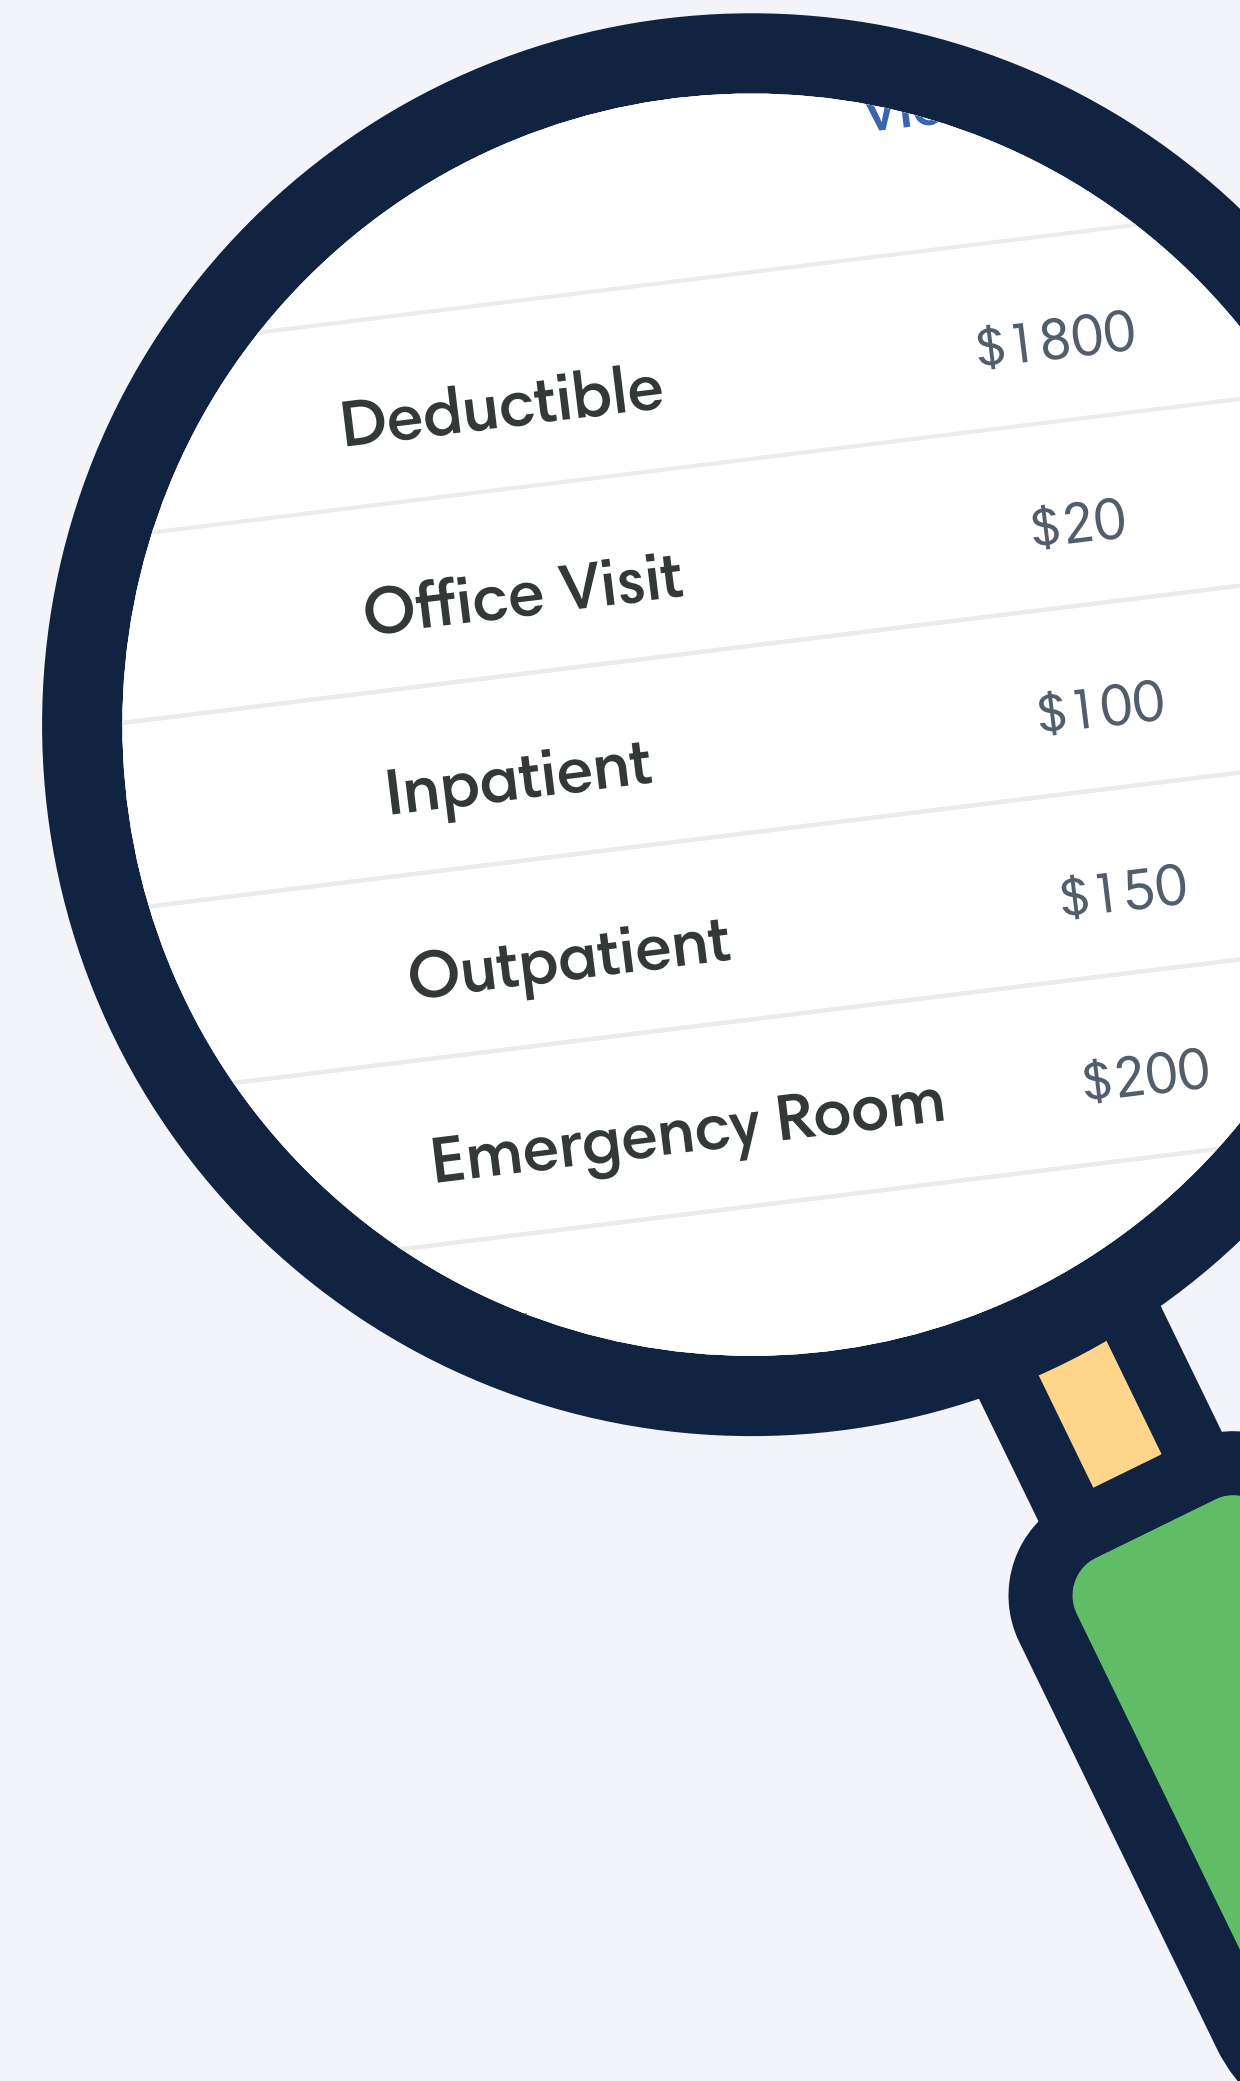 Deductible $1800
Office Visit $20
Inpatient $100
Outpatient $150
Emergency Room $200